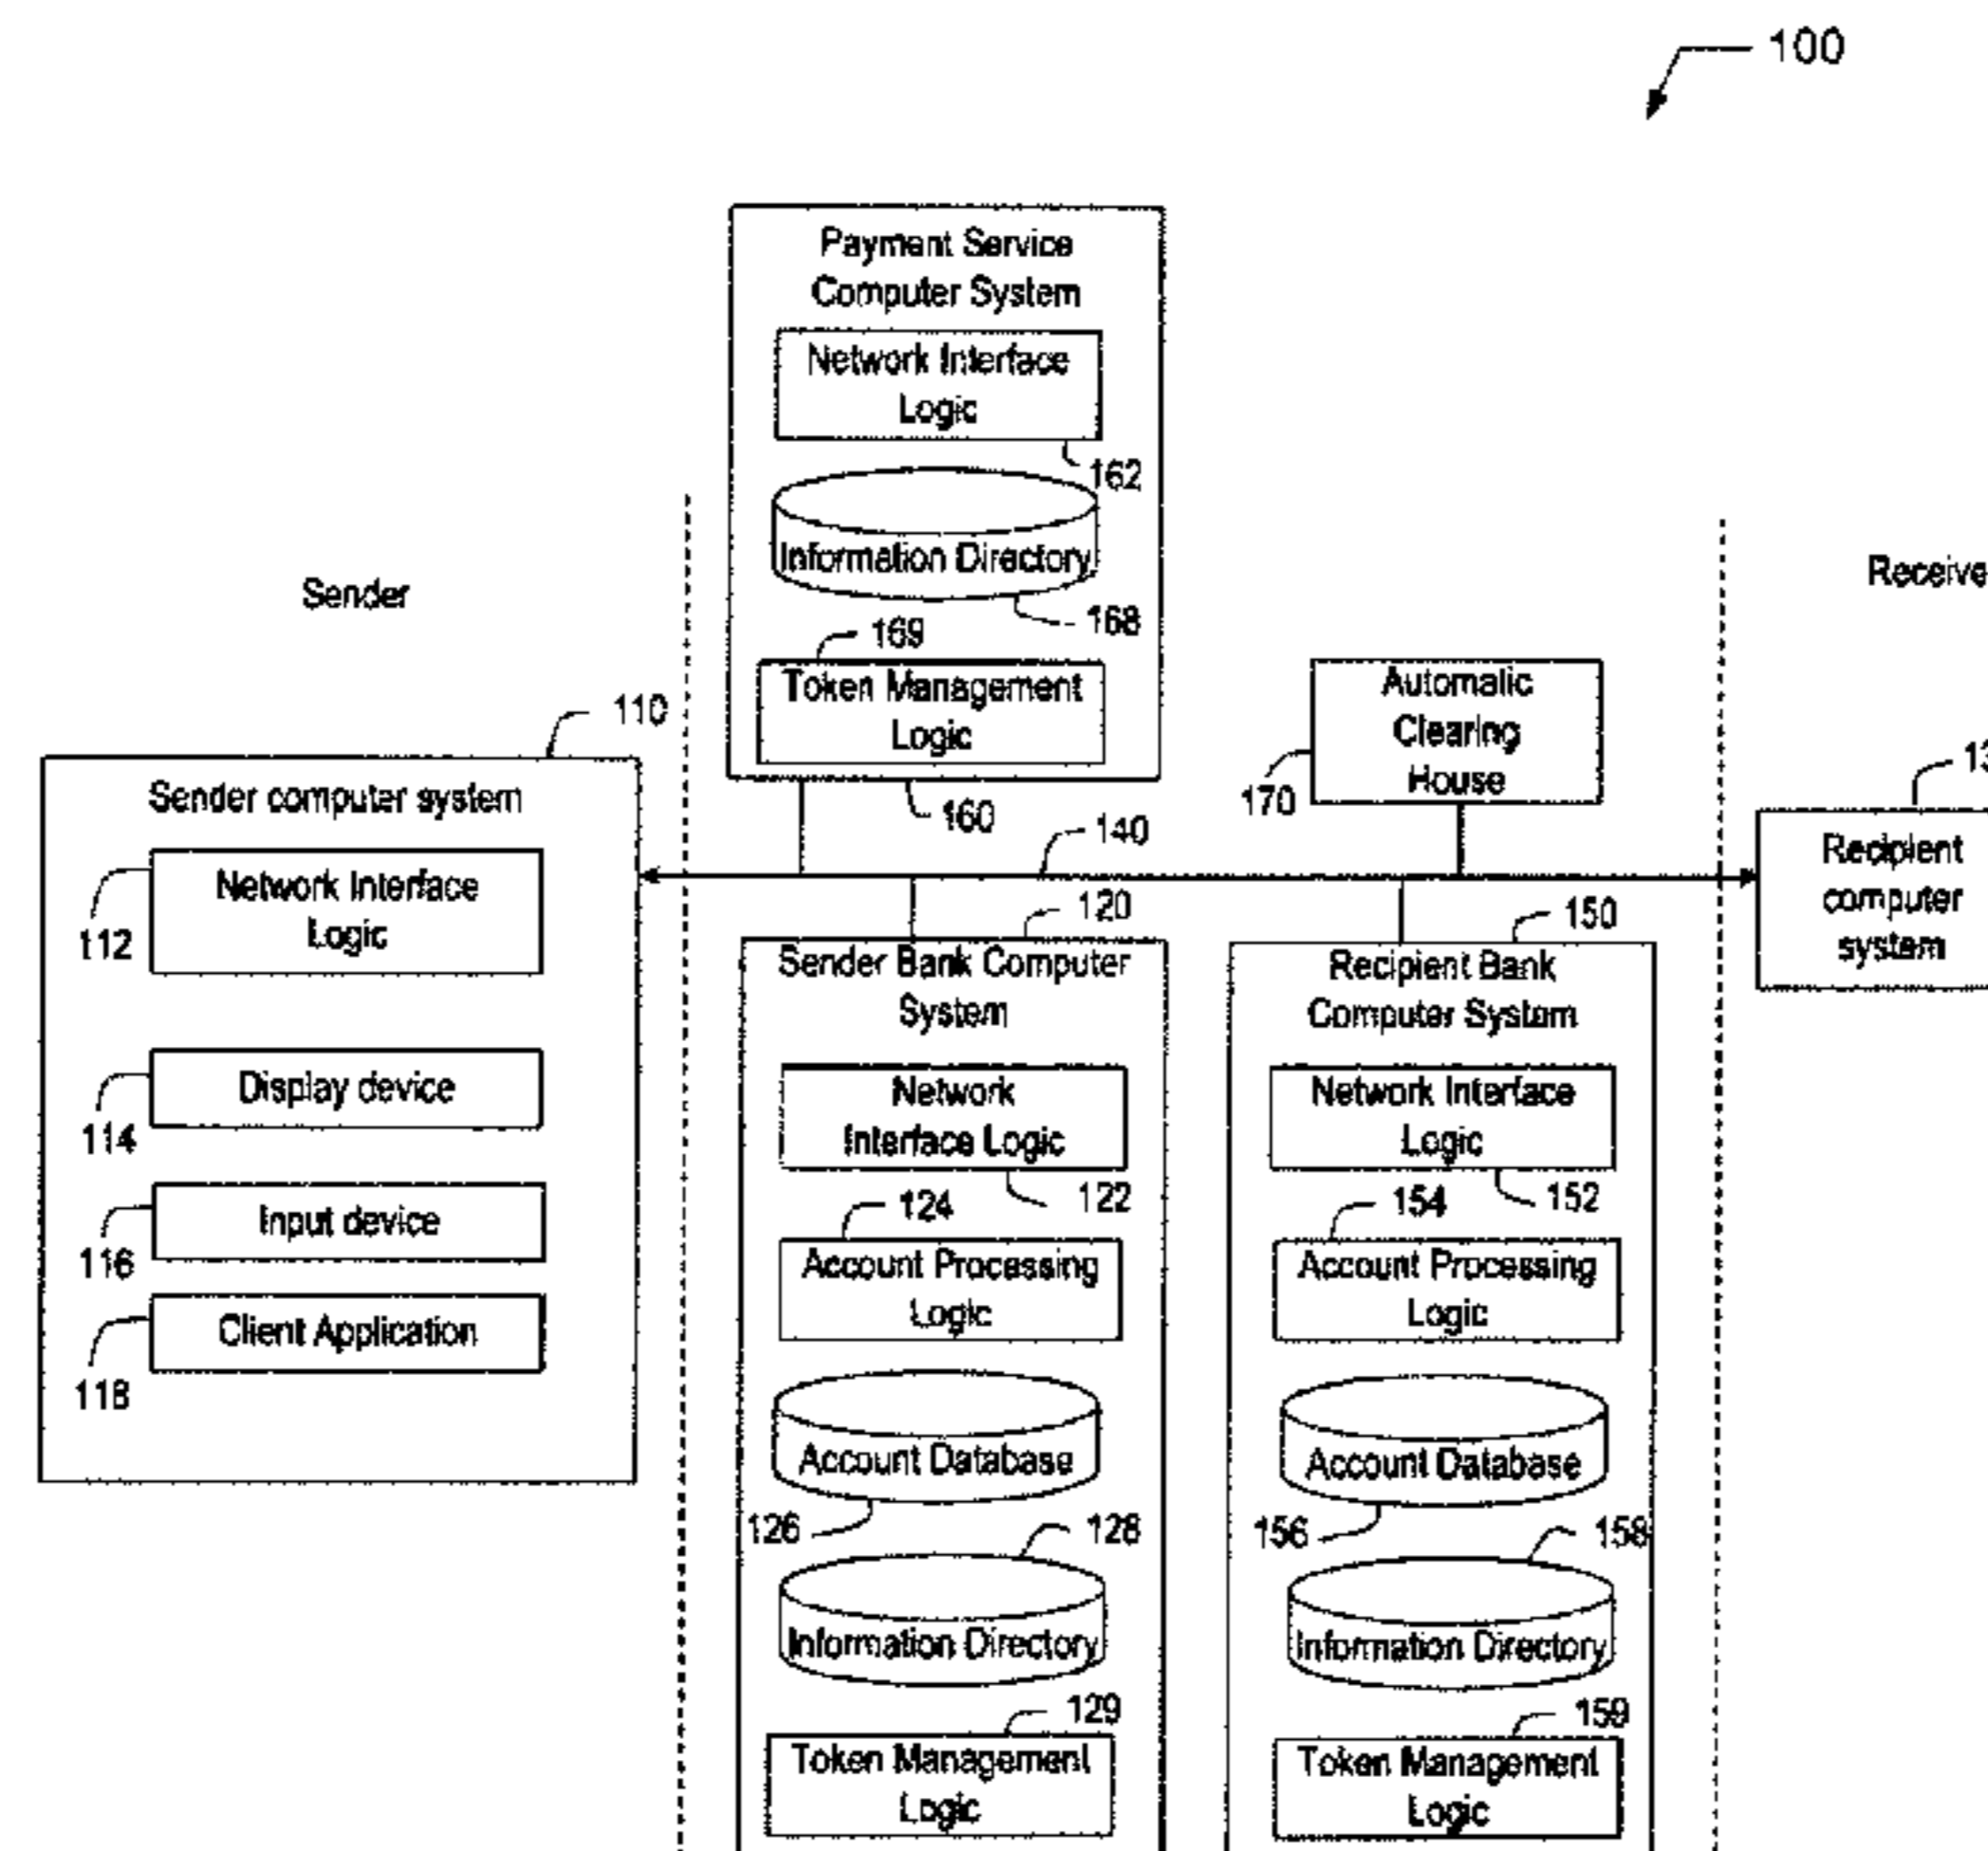 100
Payment Service
Computer System
Network Interface
Logic
162
Information Directory
168
169
Token Management
Logic
160
Sender
110
Sender computer system
Network Interface
Logic
112
Display device
114
Input device
116
Client Application
118
140
Automatic
Clearing
House
170
Receive
13
Recipient
computer
system
120
Sender Bank Computer
System
Network
Interface Logic
122
124
Account Processing
Logic
Account Database
126
128
Information Directory
129
Token Management
Logic
150
Recipient Bank
Computer System
Network Interface
Logic
152
154
Account Processing
Logic
Account Database
156
158
Information Directory
159
Token Management
Logic